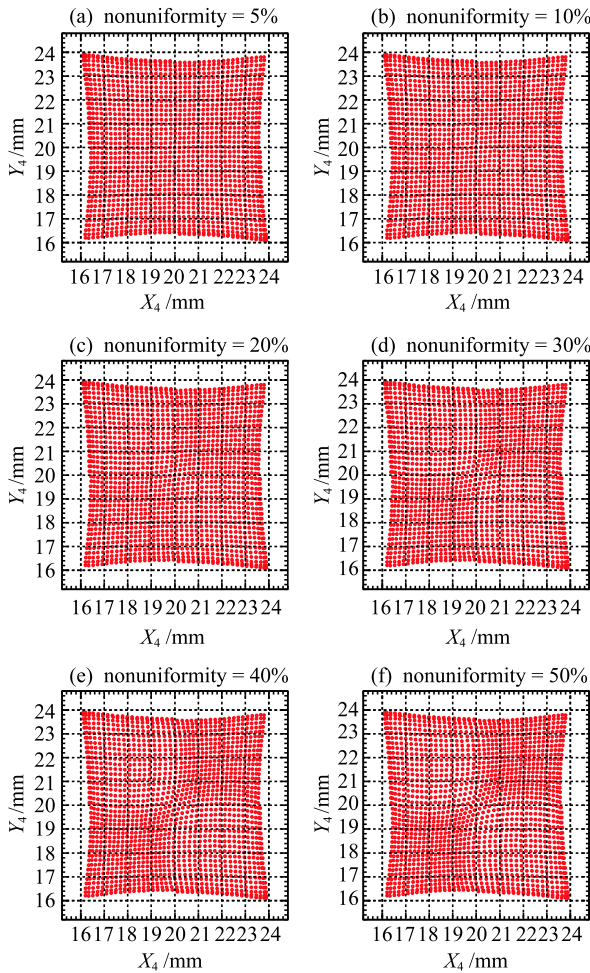 (a) nonuniformity = 5%
(b) nonuniformity = 10%
24
23
22
21
20
19
18
17
16
Y4/mm
16 17 18 19 20 21 22 23 24
X4 /mm
24
23
22
21
20
19
18
17
16
Y4/mm
16 17 18 19 20 21 22 23 24
X4 /mm
(c) nonuniformity = 20%
(d) nonuniformity = 30%
24
23
22
21
20
19
18
17
16
Y4/mm
16 17 18 19 20 21 22 23 24
X4 /mm
24
23
22
21
20
19
18
17
16
Y4/mm
16 17 18 19 20 21 22 23 24
X4 /mm
(e) nonuniformity = 40%
(f) nonuniformity = 50%
24
23
22
21
20
19
18
17
16
Y4/mm
16 17 18 19 20 21 22 23 24
X4 /mm
24
23
22
21
20
19
18
17
16
Y4/mm
16 17 18 19 20 21 22 23 24
X4 /mm